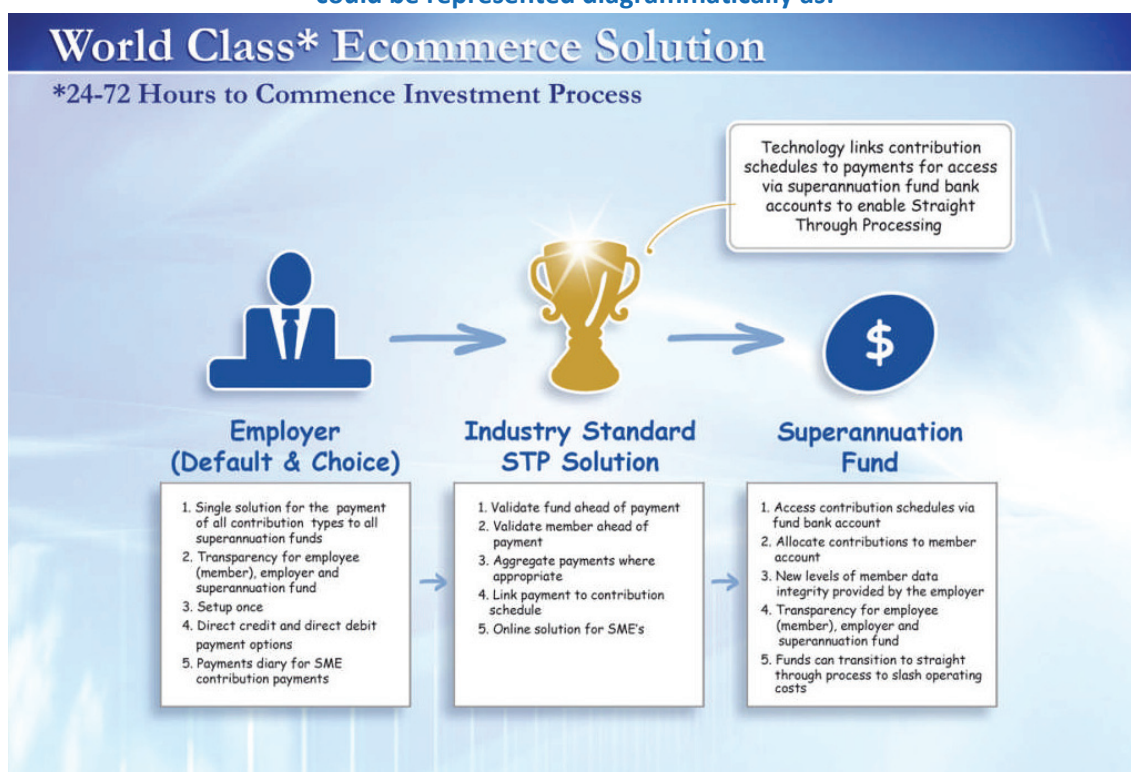 could be represented diagrammatically as:
World Class* Ecommerce Solution
*24-72 Hours to Commence Investment Process
Technology links contribution
schedules to payments for access
via superannuation fund bank
accounts to enable Straight
Through Processing
$
Employer
(Default & Choice)
1. Single solution for the payment
of all contribution types to all
superannuation funds
2. Transparency for employee
(member), employer and
superannuation fund
3. Setup once
4. Direct credit and direct debit
payment options
5. Payments diary for SME
contribution payments
Industry Standard
STP Solution
1. Validate fund ahead of payment
2. Validate member ahead of
payment
3. Aggregate payments where
appropriate
4. Link payment to contribution
schedule
5. Online solution for SME's
Superannuation
Fund
1. Access contribution schedules via
fund bank account
2. Allocate contributions to member
account
3. New levels of member data
integrity provided by the employer
4. Transparency for employee
(member), employer and
superannuation fund
5. Funds can transition to straight
through process to slash operating
costs